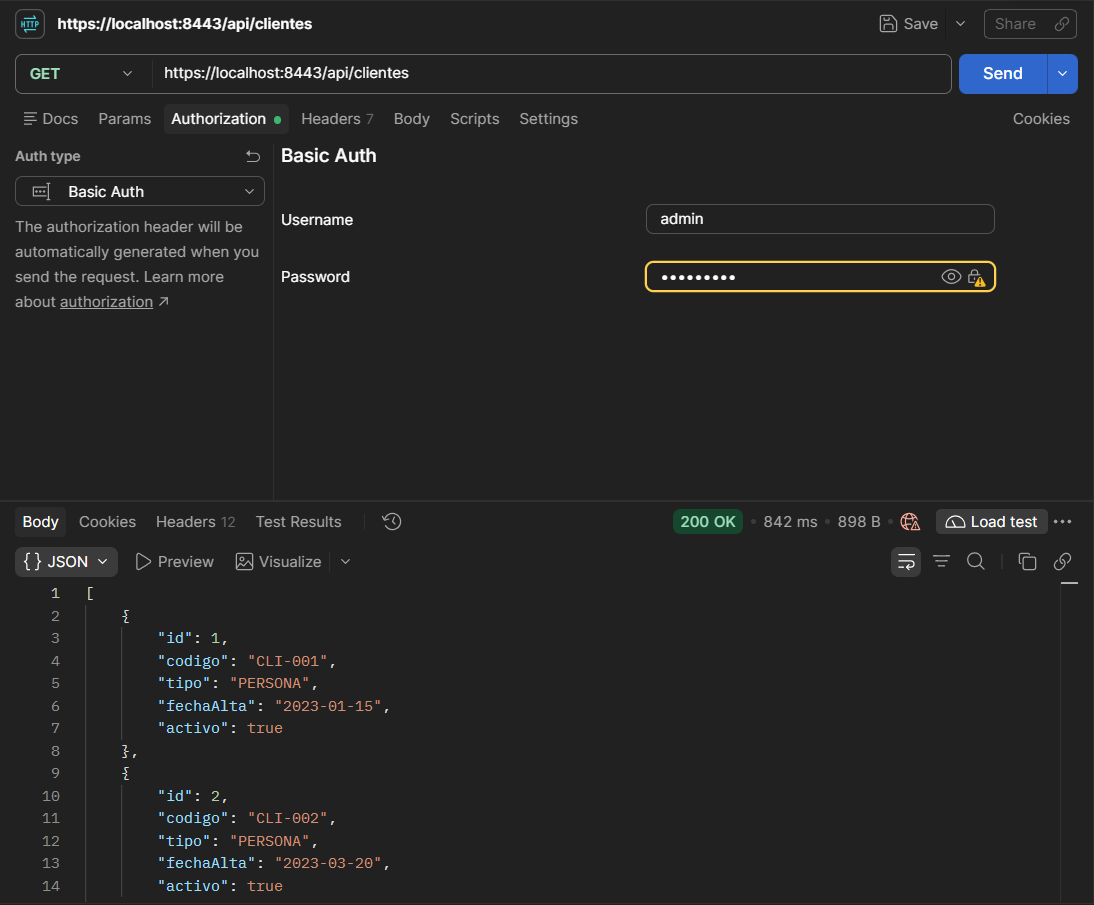 HTTP https://localhost:8443/api/clientes Save Share
GET https://localhost:8443/api/clientes Send
Docs Params Authorization Headers 7 Body Scripts Settings Cookies
Auth type
Basic Auth
The authorization header will be
automatically generated when you
send the request. Learn more
about authorization ↗
Basic Auth
Username admin
Password •••••••••
Body Cookies Headers 12 Test Results 200 OK • 842 ms • 898 B • Load test
{} JSON Preview Visualize
1 [
2 {
3 "id": 1,
4 "codigo": "CLI-001",
5 "tipo": "PERSONA",
6 "fechaAlta": "2023-01-15",
7 "activo": true
8 },
9 {
10 "id": 2,
11 "codigo": "CLI-002",
12 "tipo": "PERSONA",
13 "fechaAlta": "2023-03-20",
14 "activo": true